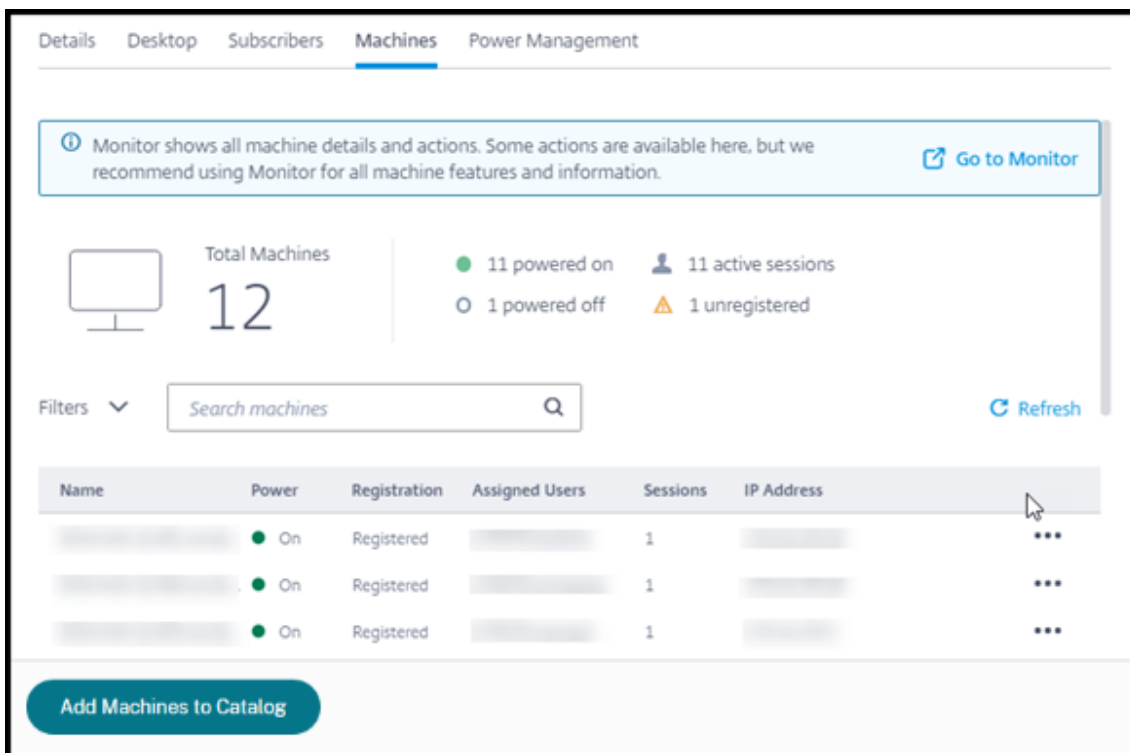 Details Desktop Subscribers Machines Power Management
Monitor shows all machine details and actions. Some actions are available here, but we
recommend using Monitor for all machine features and information.
Go to Monitor
Total Machines
12
11 powered on
11 active sessions
1 powered off
1 unregistered
Filters
Search machines
Refresh
Name Power Registration Assigned Users Sessions IP Address
On Registered 1
On Registered 1
On Registered 1
Add Machines to Catalog